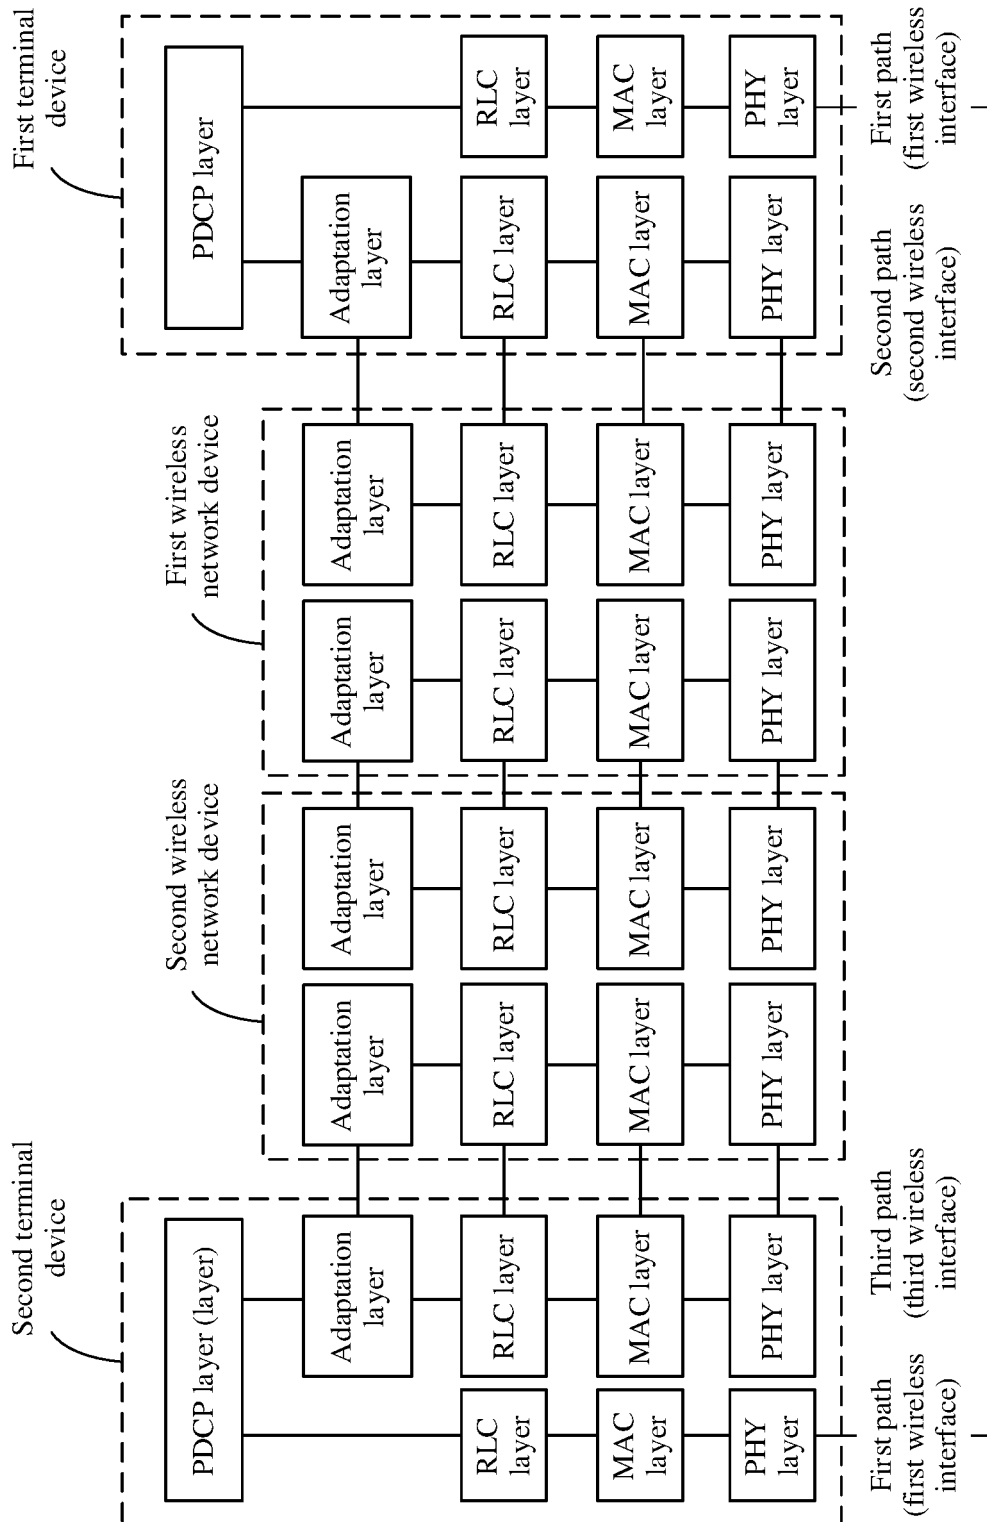 Second terminal
device
Second wireless
network device
First wireless
network device
First terminal
device
PDCP layer (layer)
PDCP layer
Adaptation
layer
Adaptation
layer
Adaptation
layer
Adaptation
layer
Adaptation
layer
Adaptation
layer
RLC
layer
RLC layer
RLC layer
RLC layer
RLC layer
RLC layer
RLC layer
RLC
layer
MAC
layer
MAC layer
MAC layer
MAC layer
MAC layer
MAC layer
MAC layer
MAC
layer
PHY
layer
PHY layer
PHY layer
PHY layer
PHY layer
PHY layer
PHY layer
PHY
layer
First path
(first wireless
interface)
Third path
(third wireless
interface)
Second path
(second wireless
interface)
First path
(first wireless
interface)